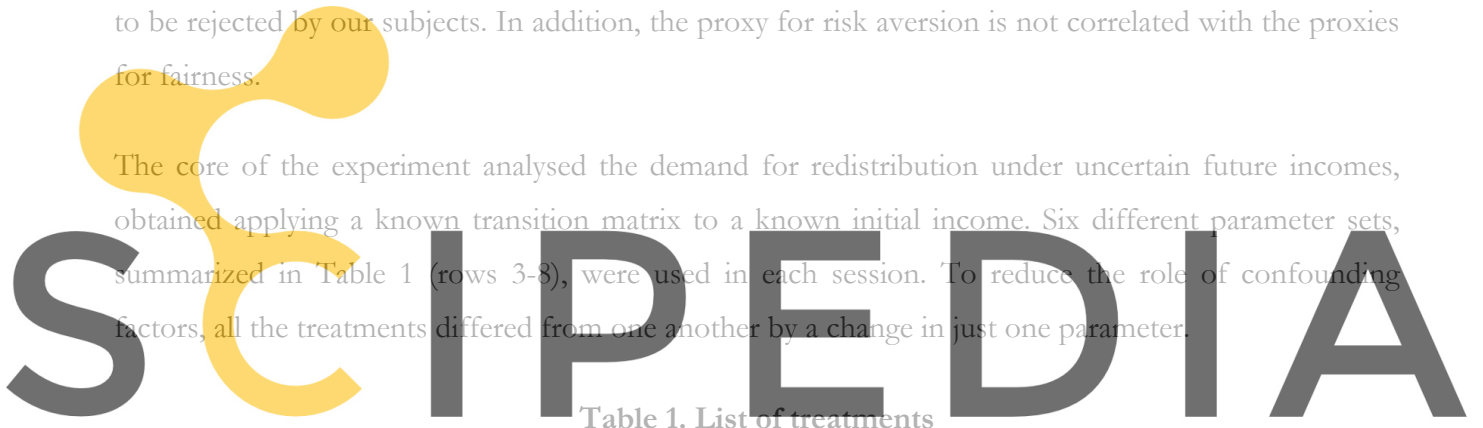 to be rejected by our subjects. In addition, the proxy for risk aversion is not correlated with the proxies
for fairness.
The core of the experiment analysed the demand for redistribution under uncertain future incomes,
obtained applying a known transition matrix to a known initial income. Six different parameter sets,
summarized in Table 1 (rows 3-8), were used in each session. To reduce the role of confounding
factors, all the treatments differed from one another by a change in just one parameter.
SCIPEDIA
Table 1. List of treatments